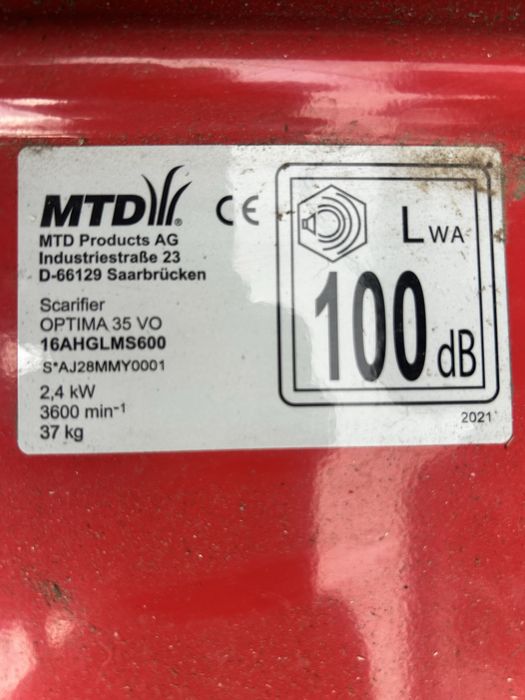 MTD®
CE
MTD Products AG
Industriestraße 23
D-66129 Saarbrücken
Scarifier
OPTIMA 35 VO
16AHGLMS600
S*AJ28MMY0001
2,4 kW
3600 min⁻¹
37 kg
LWA
100 dB
2021